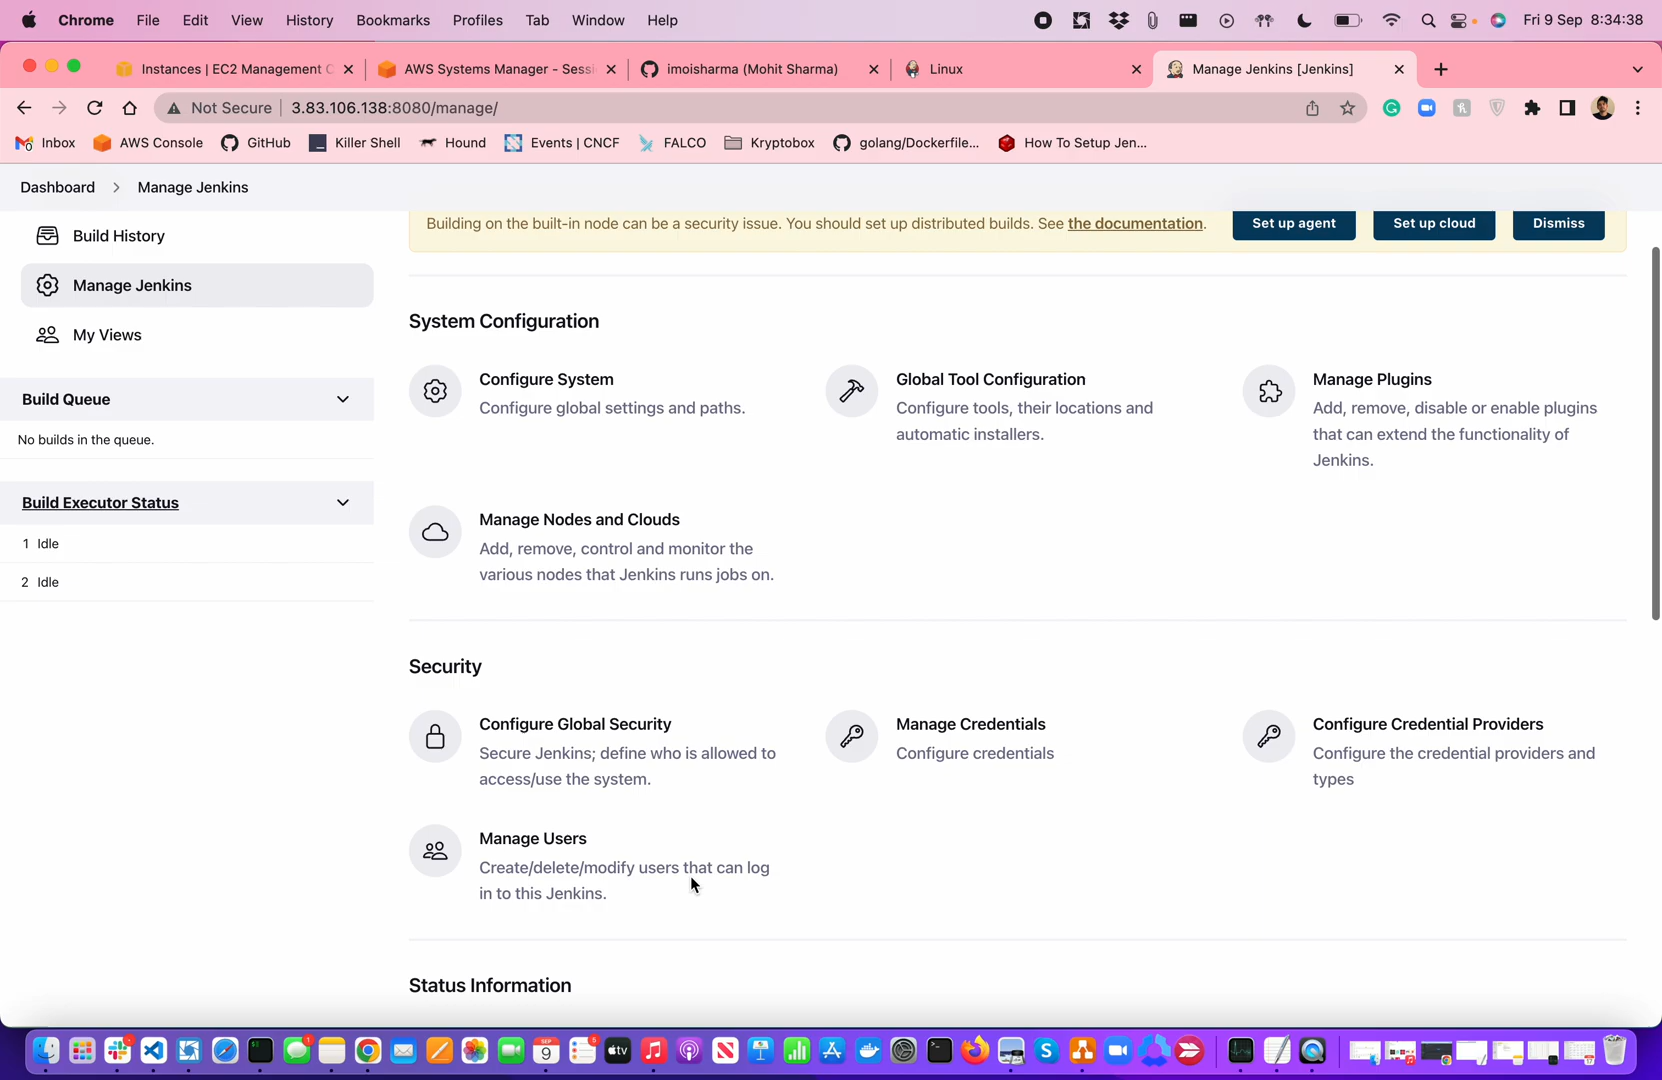 Chrome File Edit View History Bookmarks Profiles Tab Window Help Fri 9 Sep 8:34:38
Instances | EC2 Management C AWS Systems Manager - Sessi imoisharma (Mohit Sharma) Linux Manage Jenkins [Jenkins]
Not Secure 3.83.106.138:8080/manage/
Inbox AWS Console GitHub Killer Shell Hound Events | CNCF FALCO Kryptobox golang/Dockerfile... How To Setup Jen...
Dashboard Manage Jenkins
Build History
Manage Jenkins
My Views
Build Queue
No builds in the queue.
Build Executor Status
1 Idle
2 Idle
Building on the built-in node can be a security issue. You should set up distributed builds. See the documentation. Set up agent Set up cloud Dismiss
System Configuration
Configure System
Configure global settings and paths.
Global Tool Configuration
Configure tools, their locations and
automatic installers.
Manage Plugins
Add, remove, disable or enable plugins
that can extend the functionality of
Jenkins.
Manage Nodes and Clouds
Add, remove, control and monitor the
various nodes that Jenkins runs jobs on.
Security
Configure Global Security
Secure Jenkins; define who is allowed to
access/use the system.
Manage Credentials
Configure credentials
Configure Credential Providers
Configure the credential providers and
types
Manage Users
Create/delete/modify users that can log
in to this Jenkins.
Status Information